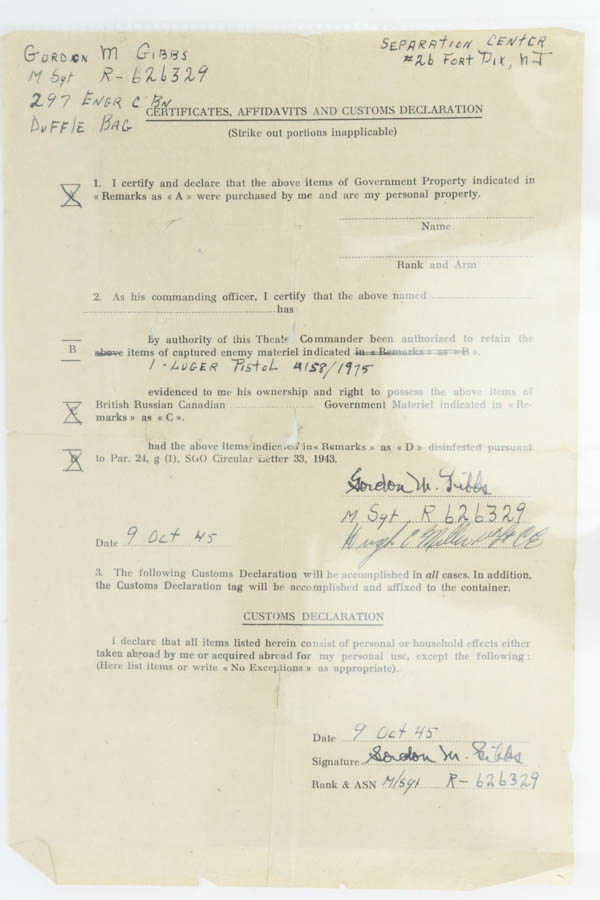 GORDON M GIBBS
M Sgt R-626329
297 ENGR C BN
DUFFLE BAG
SEPARATION CENTER
#26 FORT DIX, NJ
CERTIFICATES, AFFIDAVITS AND CUSTOMS DECLARATION
(Strike out portions inapplicable)
1. I certify and declare that the above items of Government Property indicated in
« Remarks as « A » were purchased by me and are my personal property.
Name
Rank and Arm
2. As his commanding officer, I certify that the above named
has
By authority of this Theater Commander been authorized to retain the
B
above items of captured enemy materiel indicated in « Remarks » as « B ».
1 - LUGER PISTOL 4158/1975
evidenced to me his ownership and right to possess the above items of
British Russian Canadian Government Materiel indicated in « Re-
marks » as « C ».
had the above items indicated in « Remarks » as « D » disinfested pursuant
to Par. 24, g (1), SGO Circular Letter 33, 1943.
Gordon M. Gibbs
M Sgt R 626329
Date 9 Oct 45
Hugh C Miller
3. The following Customs Declaration will be accomplished in all cases. In addition,
the Customs Declaration tag will be accomplished and affixed to the container.
CUSTOMS DECLARATION
I declare that all items listed herein consist of personal or household effects either
taken abroad by me or acquired abroad for my personal use, except the following :
(Here list items or write « No Exceptions » as appropriate).
Date 9 Oct 45
Signature Gordon M. Gibbs
Rank & ASN M/Sgt R-626329